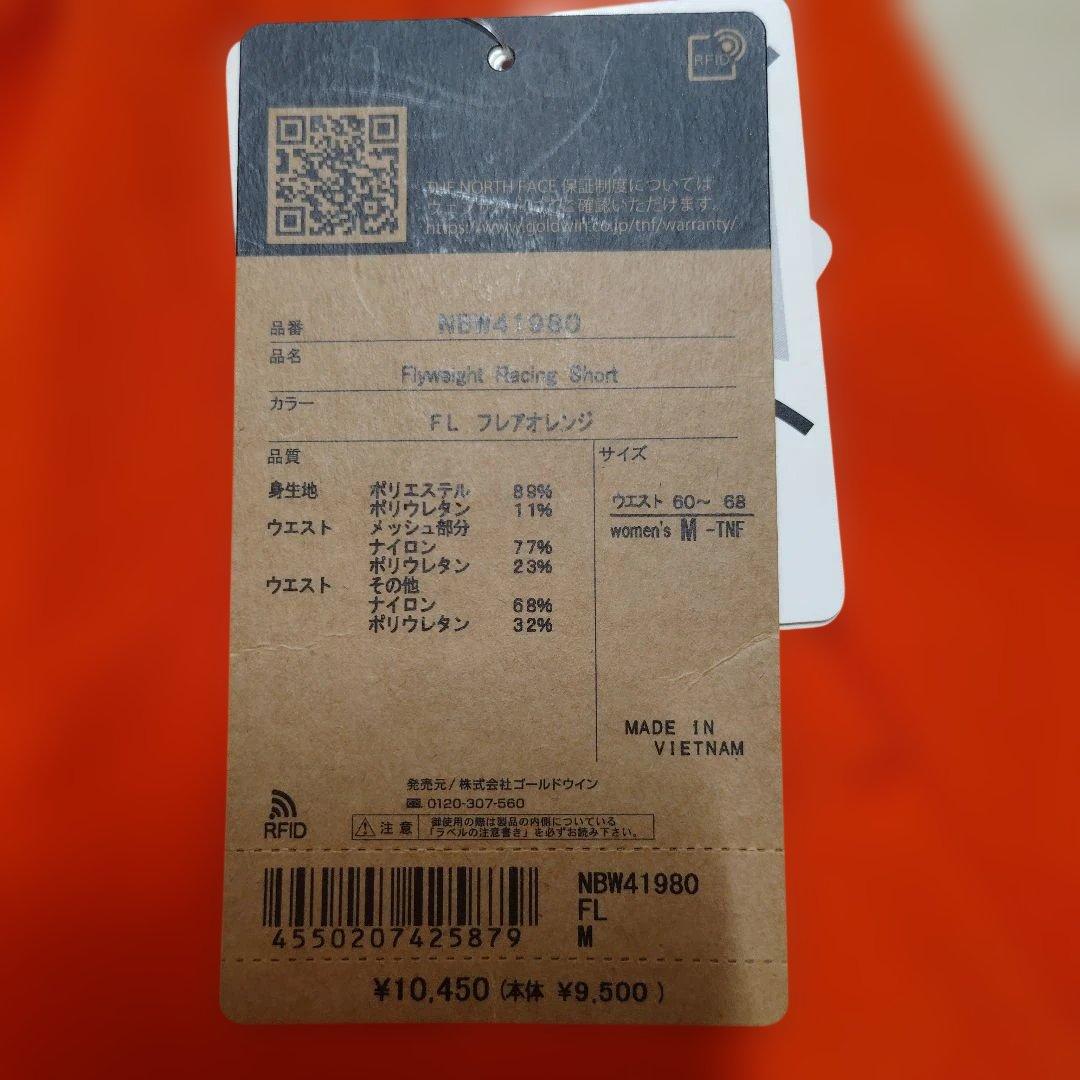 RFID
THE NORTH FACE 保証制度については
ご確認いただけます。
https://www.goldwin.co.jp/tnf/warranty/
品番 NBW41980
品名 Flyweight Racing Short
カラー FL フレアオレンジ
品質
身生地 ポリエステル 89%
ポリウレタン 11%
ウエスト メッシュ部分
ナイロン 77%
ポリウレタン 23%
ウエスト その他
ナイロン 68%
ポリウレタン 32%
サイズ
ウエスト 60～ 68
women's M -TNF
MADE IN
VIETNAM
発売元/株式会社ゴールドウイン
0120-307-560
RFID
注意 御使用の際は製品の内側についている
「ラベルの注意書き」を必ずお読み下さい。
4550207425879
NBW41980
FL
M
¥10,450 (本体 ¥9,500 )